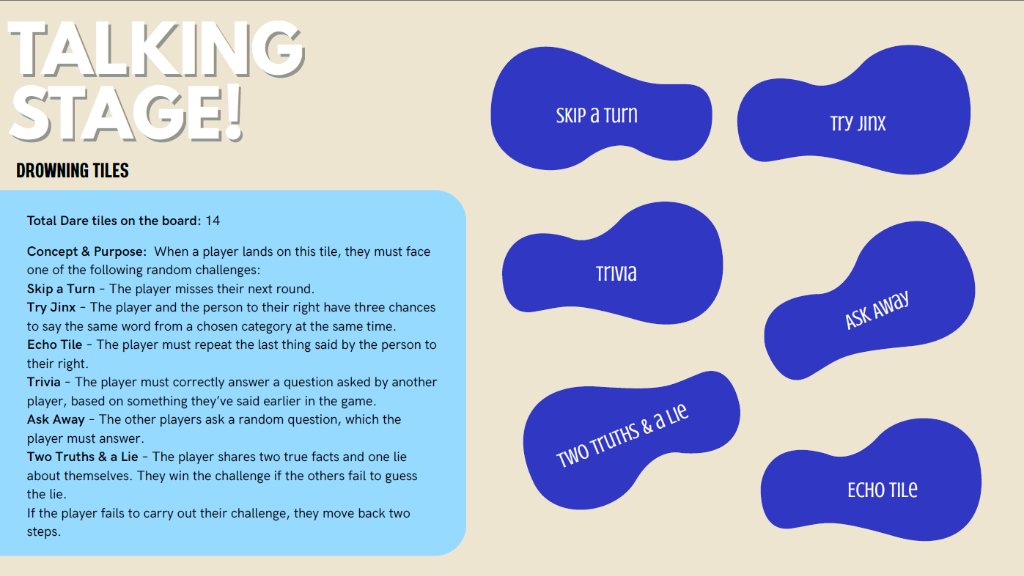 TALKING
STAGE!
DROWNING TILES
Total Dare tiles on the board: 14
Concept & Purpose: When a player lands on this tile, they must face
one of the following random challenges:
Skip a Turn – The player misses their next round.
Try Jinx – The player and the person to their right have three chances
to say the same word from a chosen category at the same time.
Echo Tile – The player must repeat the last thing said by the person to
their right.
Trivia – The player must correctly answer a question asked by another
player, based on something they've said earlier in the game.
Ask Away – The other players ask a random question, which the
player must answer.
Two Truths & a Lie – The player shares two true facts and one lie
about themselves. They win the challenge if the others fail to guess
the lie.
If the player fails to carry out their challenge, they move back two
steps.
Skip a Turn
Try Jinx
Trivia
Ask Away
Two Truths & a Lie
Echo Tile